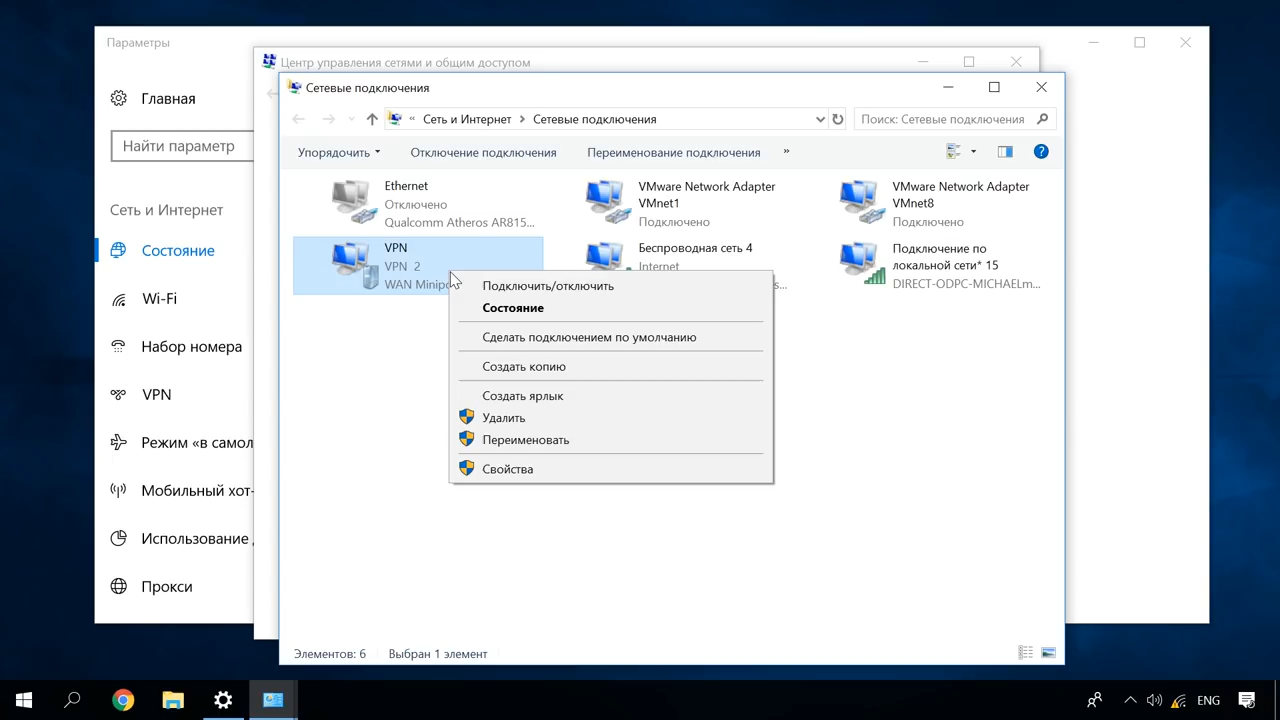 Параметры
Главная
Найти параметр
Сеть и Интернет
Состояние
Wi-Fi
Набор номера
VPN
Режим «в самол
Мобильный хот-
Использование
Прокси
Центр управления сетями и общим доступом
Сетевые подключения
« Сеть и Интернет > Сетевые подключения
Поиск: Сетевые подключения
Упорядочить
Отключение подключения
Переименование подключения
»
Ethernet
Отключено
Qualcomm Atheros AR815...
VMware Network Adapter
VMnet1
Подключено
VMware Network Adapter
VMnet8
Подключено
VPN
VPN 2
WAN Minipo
Беспроводная сеть 4
Internet
s...
Подключение по
локальной сети* 15
DIRECT-ODPC-MICHAELm...
Подключить/отключить
Состояние
Сделать подключением по умолчанию
Создать копию
Создать ярлык
Удалить
Переименовать
Свойства
Элементов: 6
Выбран 1 элемент
ENG